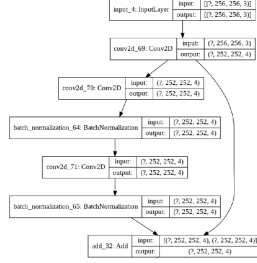 input_4: InputLayer
input: [(?, 256, 256, 3)]
output: [(?, 256, 256, 3)]
conv2d_69: Conv2D
input: (?, 256, 256, 3)
output: (?, 252, 252, 4)
conv2d_70: Conv2D
input: (?, 252, 252, 4)
output: (?, 252, 252, 4)
batch_normalization_64: BatchNormalization
input: (?, 252, 252, 4)
output: (?, 252, 252, 4)
conv2d_71: Conv2D
input: (?, 252, 252, 4)
output: (?, 252, 252, 4)
batch_normalization_65: BatchNormalization
input: (?, 252, 252, 4)
output: (?, 252, 252, 4)
add_32: Add
input: [(?, 252, 252, 4), (?, 252, 252, 4)]
output: (?, 252, 252, 4)